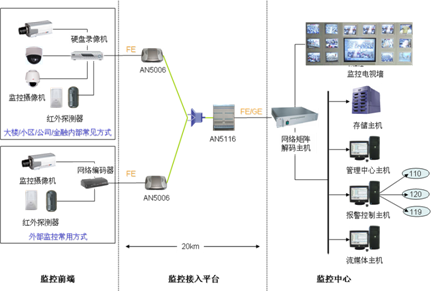 硬盘录像机
监控摄像机
红外探测器
大楼/小区/公司/金融内部常见方式
监控摄像机
网络编码器
红外探测器
外部监控常用方式
监控前端
FE
AN5006
FE
AN5006
AN5116
FE/GE
20km
监控接入平台
监控电视墙
网络矩阵
解码主机
存储主机
管理中心主机
报警控制主机
110
120
119
流媒体主机
监控中心